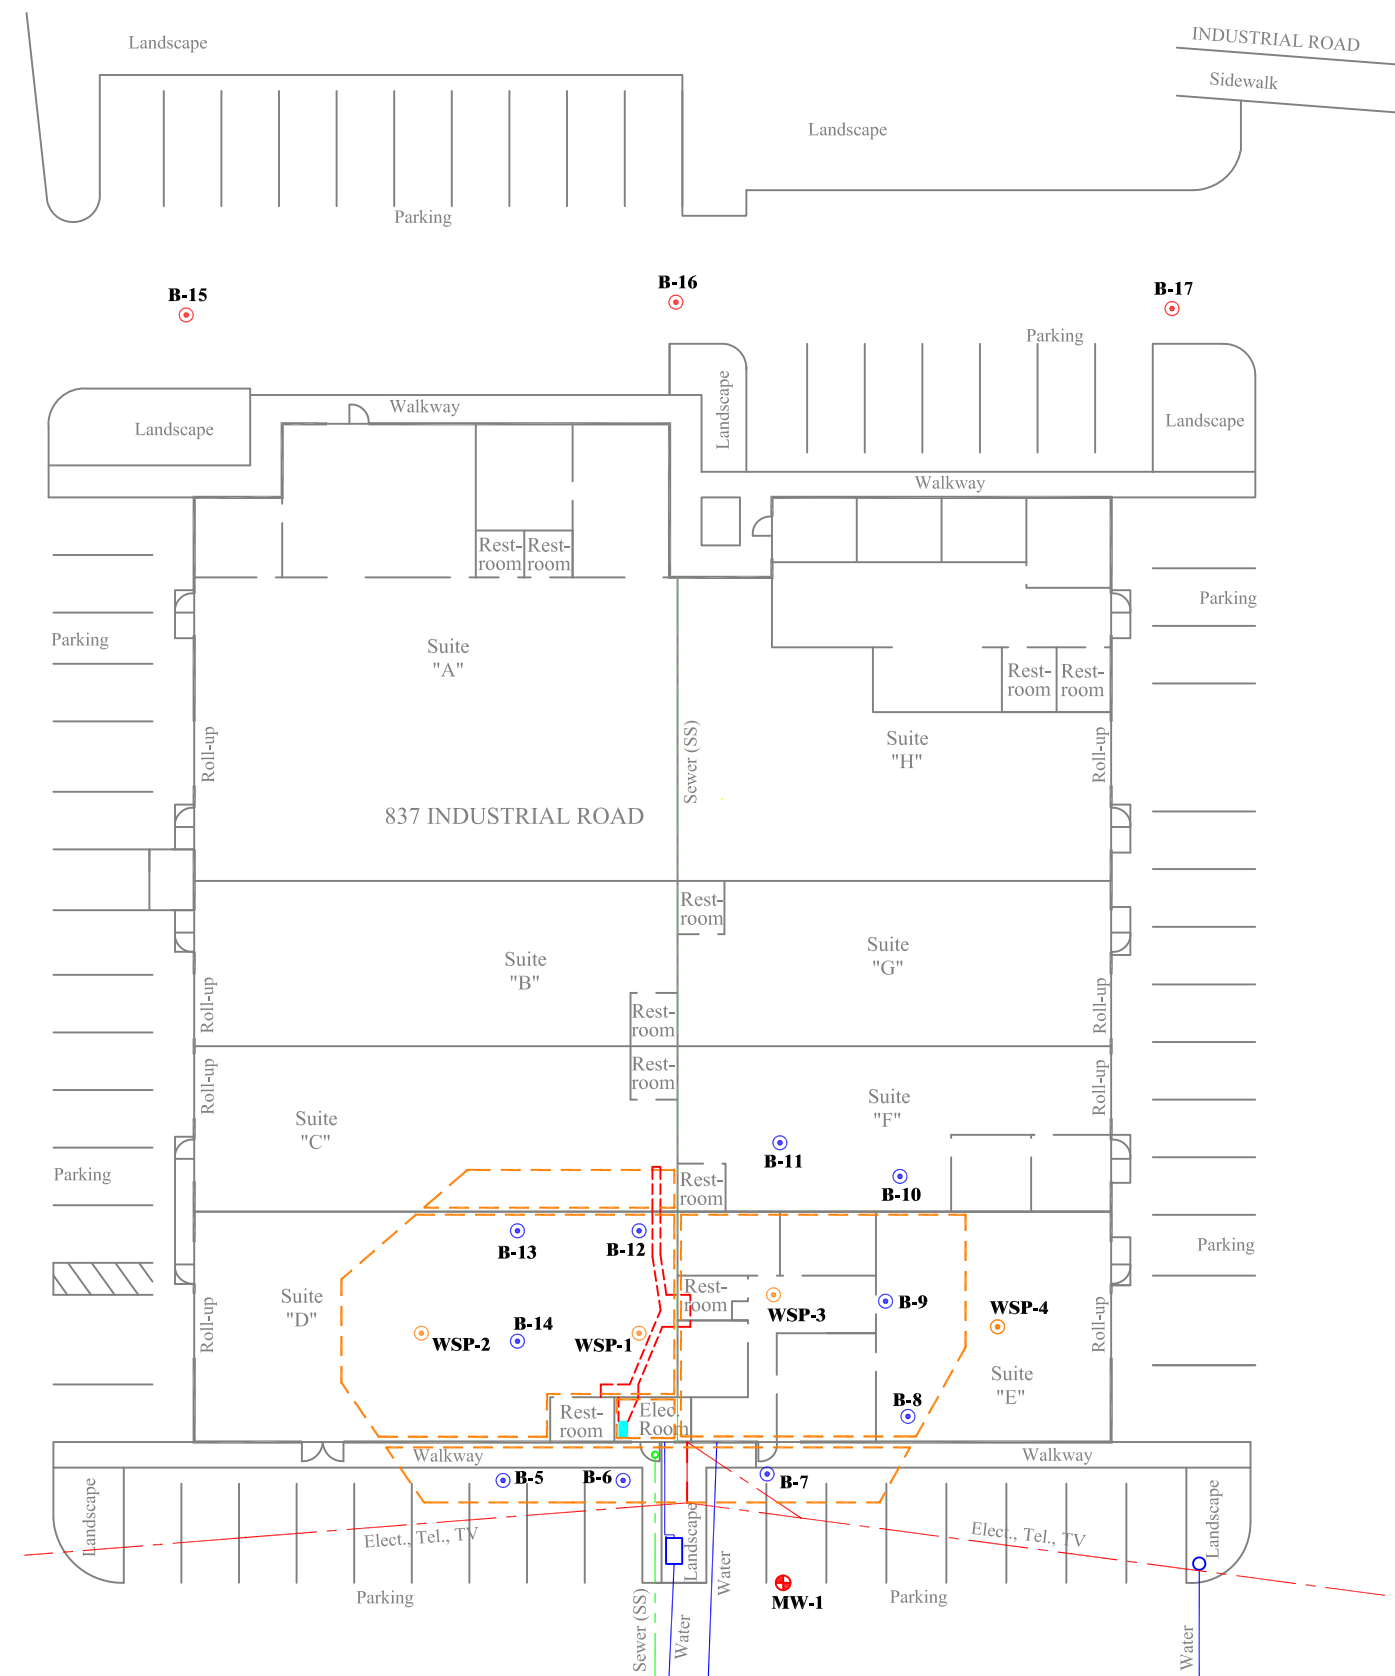 Landscape
INDUSTRIAL ROAD
Sidewalk
Landscape
Parking
B-15
B-16
B-17
Parking
Landscape
Walkway
Landscape
Landscape
Walkway
Rest-
room
Rest-
room
Parking
Parking
Suite
"A"
Rest-
room
Rest-
room
Roll-up
Sewer (SS)
Suite
"H"
Roll-up
837 INDUSTRIAL ROAD
Rest-
room
Suite
"B"
Suite
"G"
Roll-up
Rest-
room
Roll-up
Roll-up
Rest-
room
Roll-up
Suite
"C"
Suite
"F"
B-11
Parking
Rest-
room
B-10
B-13
B-12
Parking
Suite
"D"
Roll-up
Rest-
room
WSP-3
B-9
WSP-4
Roll-up
WSP-2
B-14
WSP-1
Suite
"E"
Rest-
room
Elec.
Room
B-8
Walkway
Walkway
B-5
B-6
B-7
Landscape
Elect., Tel., TV
Landscape
Elect., Tel., TV
Landscape
Water
Parking
MW-1
Parking
Sewer (SS)
Water
Water